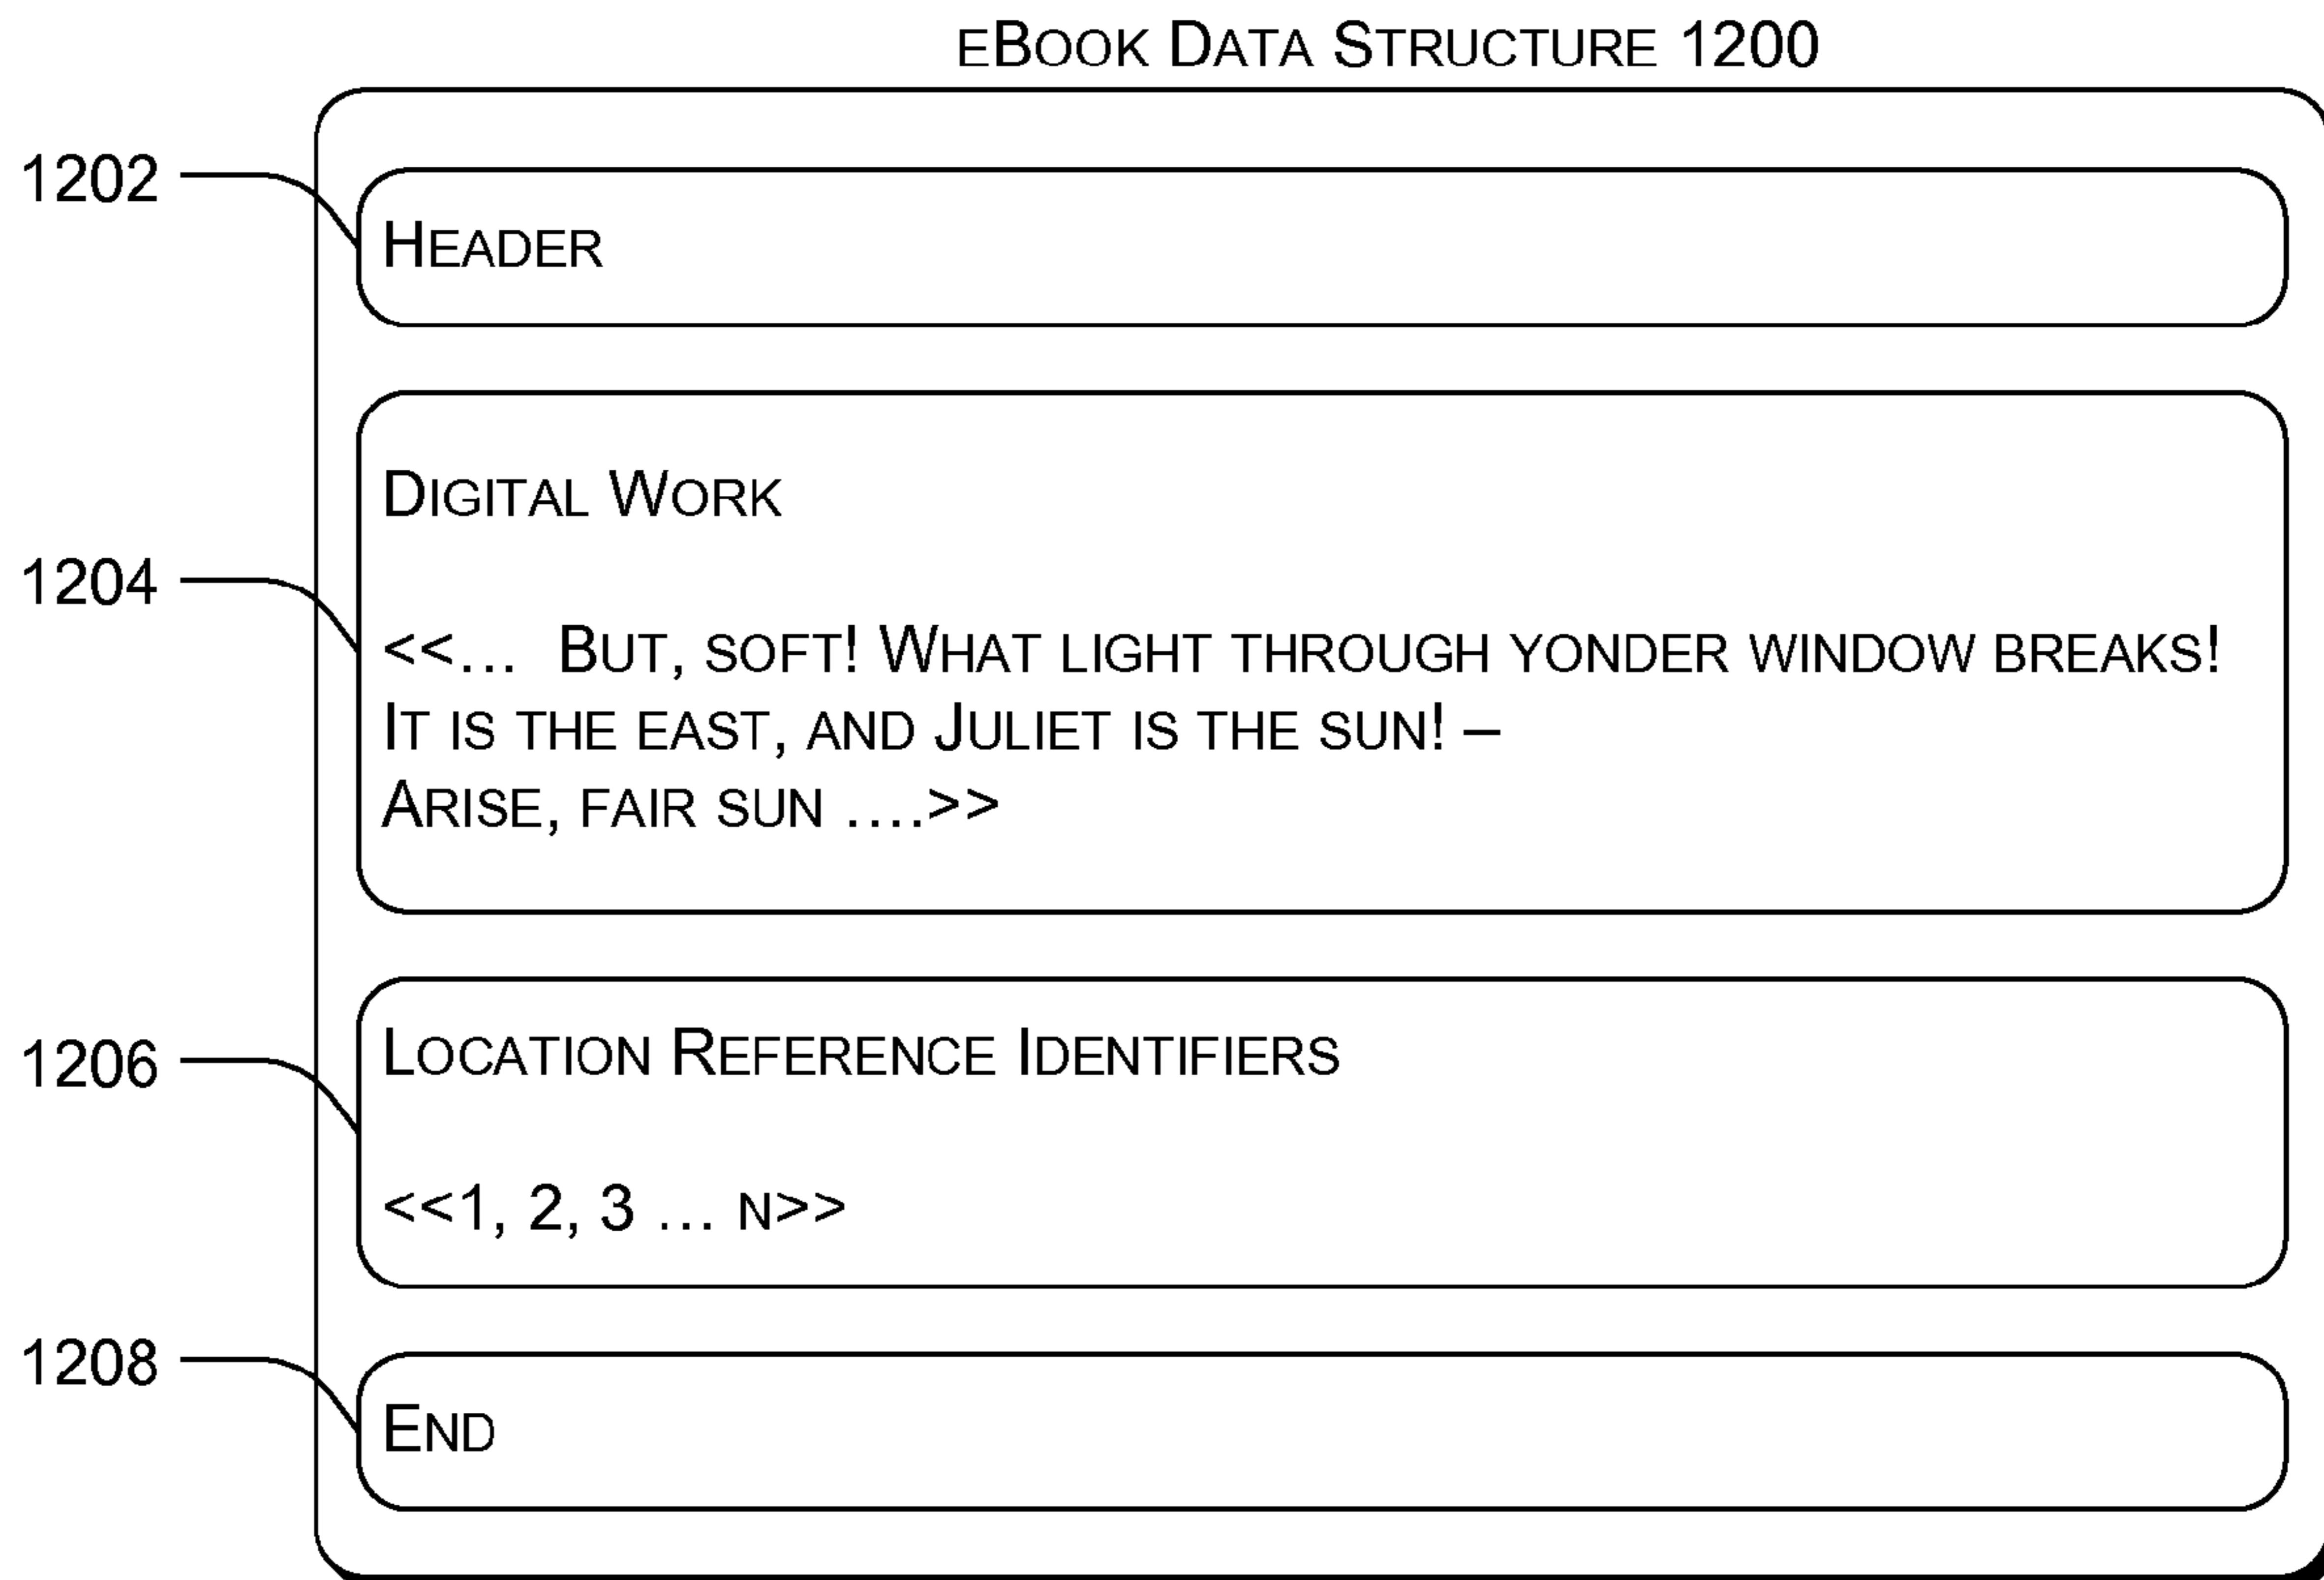 eBook Data Structure 1200
1202
Header
Digital Work
1204
<<... But, soft! What light through yonder window breaks!
It is the east, and Juliet is the sun! –
Arise, fair sun ....>>
1206
Location Reference Identifiers
<<1, 2, 3 ... n>>
1208
End